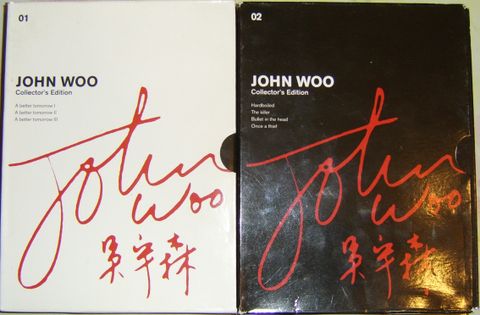 01
JOHN WOO
Collector's Edition
A better tomorrow I
A better tomorrow II
A better tomorrow III
John
Woo
吳宇森
02
JOHN WOO
Collector's Edition
Hardboiled
The killer
Bullet in the head
Once a thief
John
Woo
吳宇森